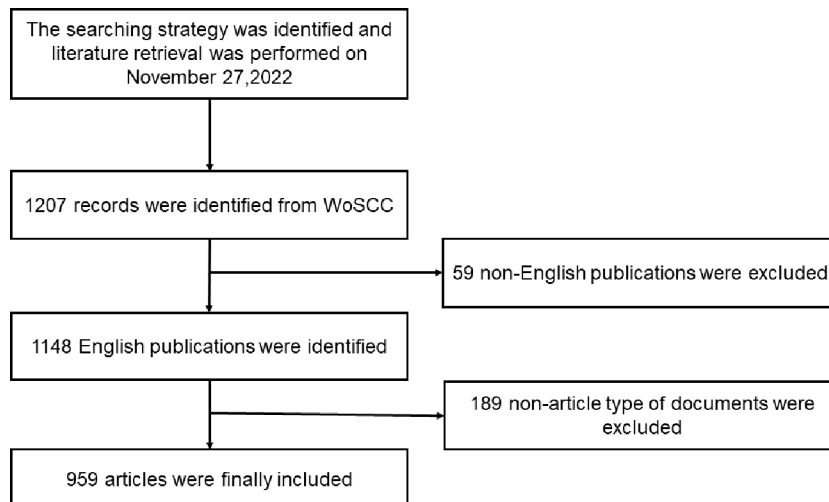 The searching strategy was identified and
literature retrieval was performed on
November 27,2022
1207 records were identified from WoSCC
59 non-English publications were excluded
1148 English publications were identified
189 non-article type of documents were
excluded
959 articles were finally included